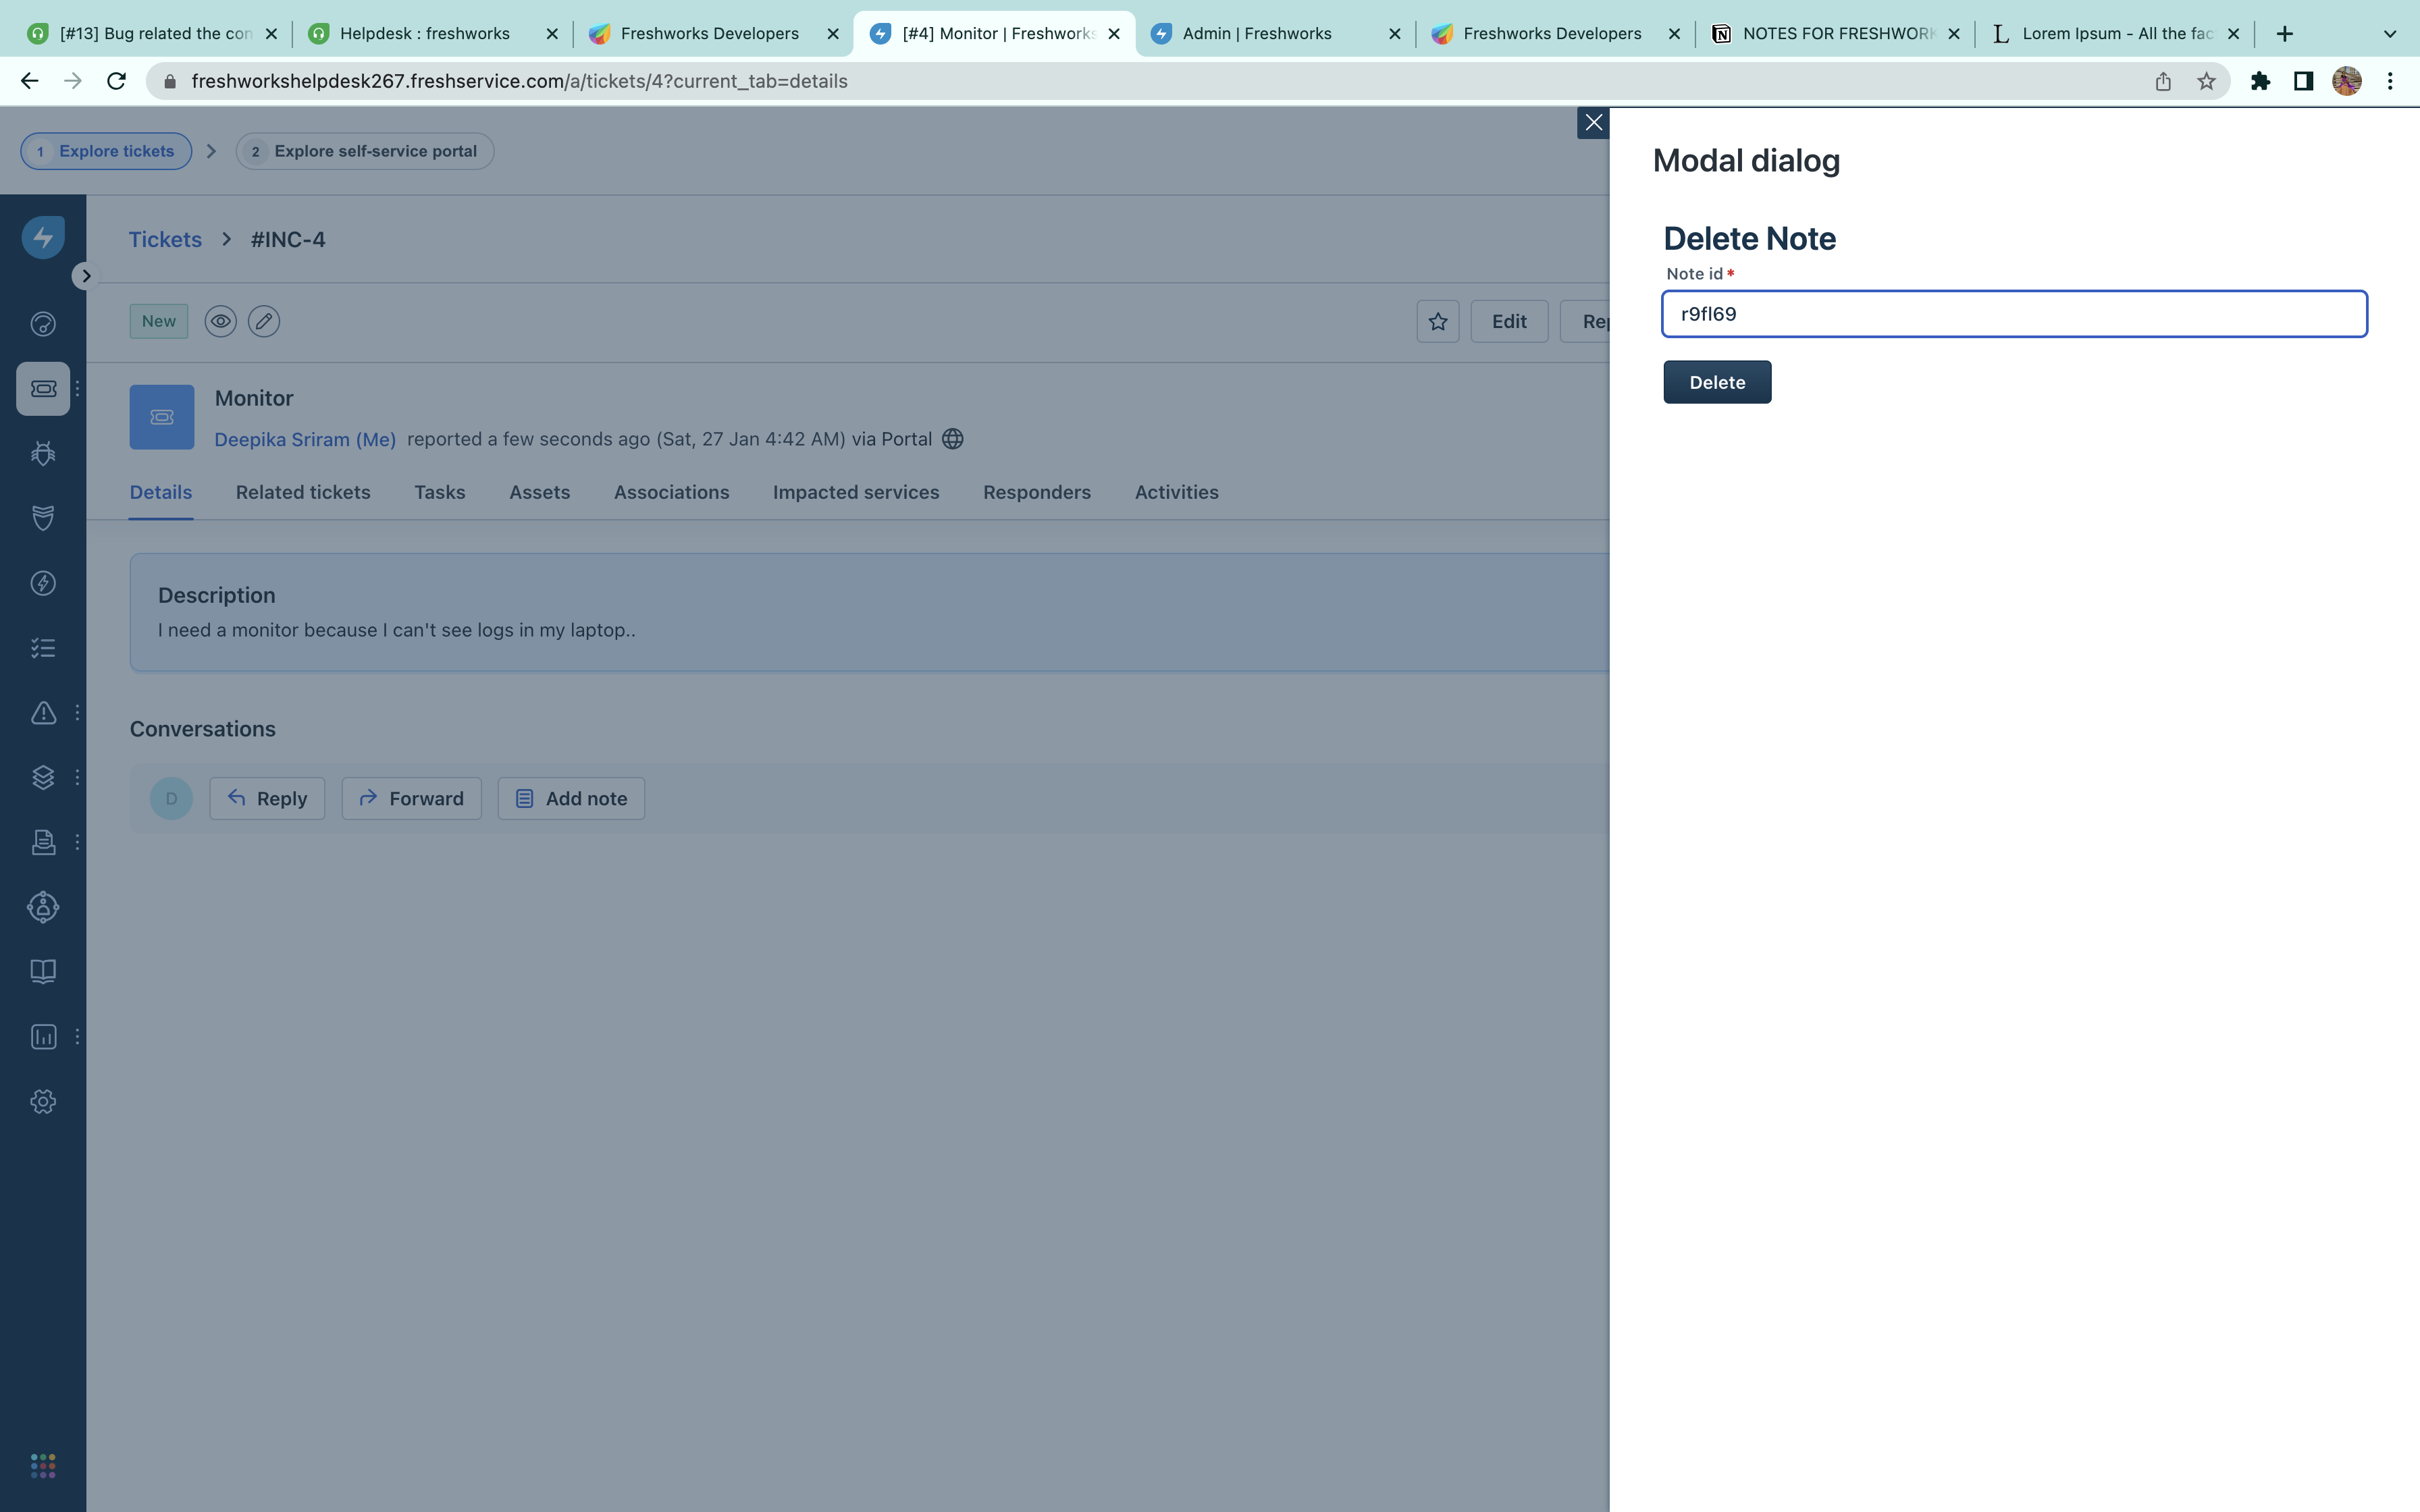 [#13] Bug related the con
Helpdesk : freshworks
Freshworks Developers
[#4] Monitor | Freshworks
Admin | Freshworks
Freshworks Developers
NOTES FOR FRESHWORK
Lorem Ipsum - All the fac
freshworkshelpdesk267.freshservice.com/a/tickets/4?current_tab=details
1 Explore tickets
2 Explore self-service portal
Tickets > #INC-4
New
Edit
Rep
Monitor
Deepika Sriram (Me) reported a few seconds ago (Sat, 27 Jan 4:42 AM) via Portal
Details Related tickets Tasks Assets Associations Impacted services Responders Activities
Description
I need a monitor because I can't see logs in my laptop..
Conversations
D
Reply
Forward
Add note
Modal dialog
Delete Note
Note id *
r9fl69
Delete